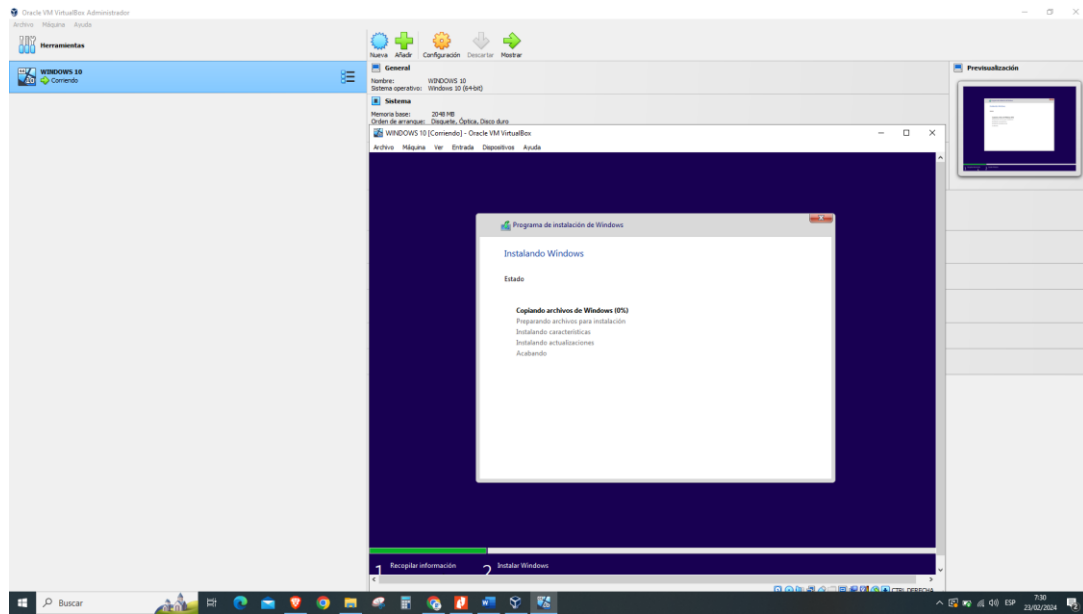 Oracle VM VirtualBox Administrador
Archivo Máquina Ayuda
Herramientas
Nueva Añadir Configuración Descartar Mostrar
WINDOWS 10
Corriendo
General
Nombre: WINDOWS 10
Sistema operativo: Windows 10 (64-bit)
Sistema
Memoria base: 2048 MB
Orden de arranque: Disquete, Óptica, Disco duro
Previsualización
WINDOWS 10 [Corriendo] - Oracle VM VirtualBox
Archivo Máquina Ver Entrada Dispositivos Ayuda
Programa de instalación de Windows
Instalando Windows
Estado
Copiando archivos de Windows (0%)
Preparando archivos para instalación
Instalando características
Instalando actualizaciones
Acabando
1 Recopilar información 2 Instalar Windows
CTRL DERECHA
Buscar
ESP
7:30
23/02/2024